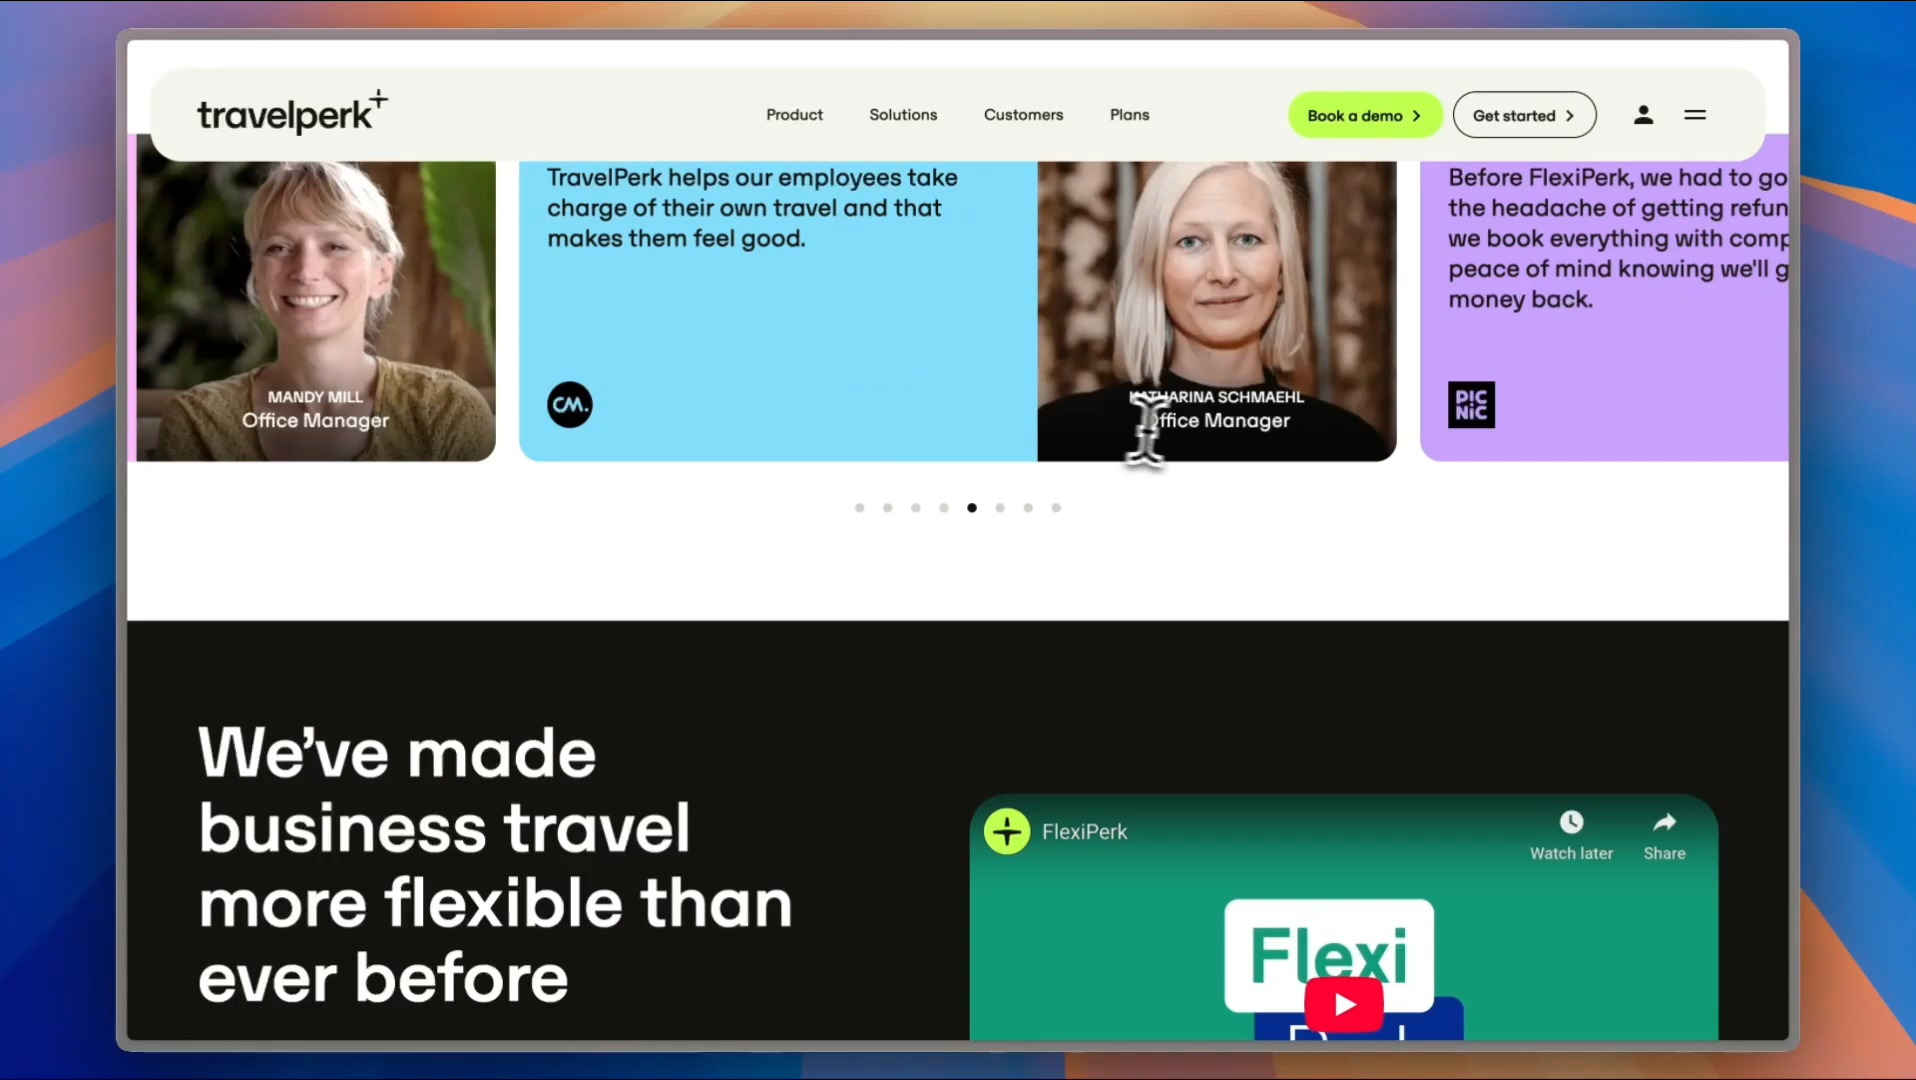 travelperk
Product
Solutions
Customers
Plans
Book a demo
Get started
MANDY MILL
Office Manager
TravelPerk helps our employees take
charge of their own travel and that
makes them feel good.
CM.
KATHARINA SCHMAEHL
Office Manager
Before FlexiPerk, we had to go
the headache of getting refun
we book everything with comp
peace of mind knowing we'll g
money back.
PIC
NIC
We've made
business travel
more flexible than
ever before
FlexiPerk
Watch later
Share
Flexi